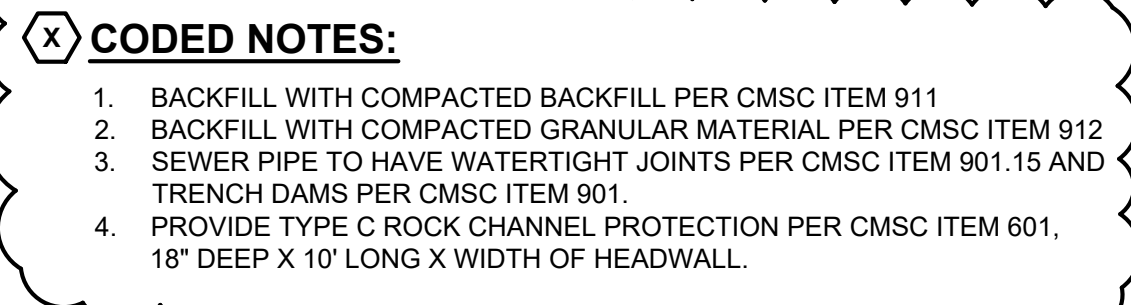 X CODED NOTES:
1. BACKFILL WITH COMPACTED BACKFILL PER CMSC ITEM 911
2. BACKFILL WITH COMPACTED GRANULAR MATERIAL PER CMSC ITEM 912
3. SEWER PIPE TO HAVE WATERTIGHT JOINTS PER CMSC ITEM 901.15 AND
TRENCH DAMS PER CMSC ITEM 901.
4. PROVIDE TYPE C ROCK CHANNEL PROTECTION PER CMSC ITEM 601,
18" DEEP X 10' LONG X WIDTH OF HEADWALL.